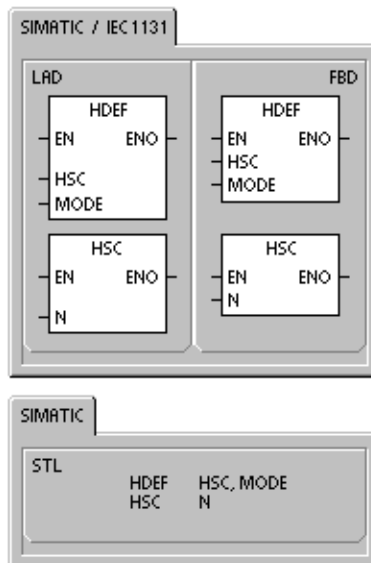 SIMATIC / IEC1131
LAD
FBD
HDEF
EN ENO
HSC
MODE
HDEF
EN ENO
HSC
MODE
HSC
EN ENO
N
HSC
EN ENO
N
SIMATIC
STL
HDEF HSC, MODE
HSC N